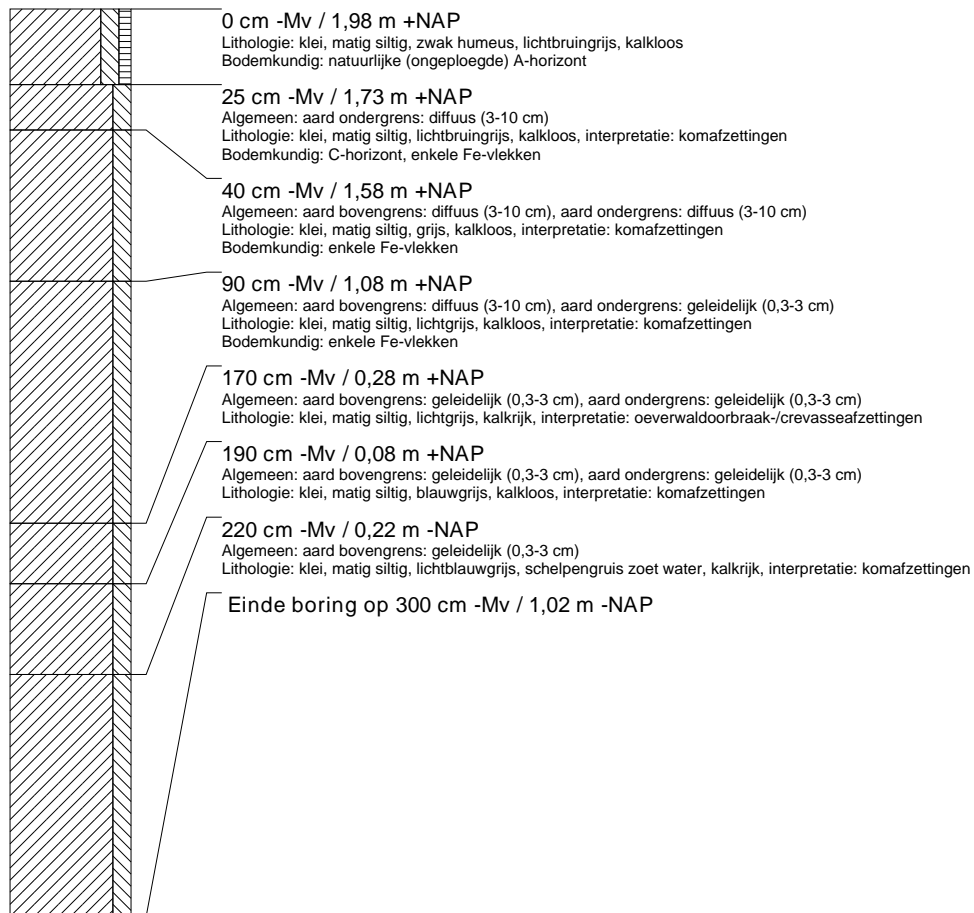 0 cm -Mv / 1,98 m +NAP
Lithologie: klei, matig siltig, zwak humeus, lichtbruingrijs, kalkloos
Bodemkundig: natuurlijke (ongeploegde) A-horizont
25 cm -Mv / 1,73 m +NAP
Algemeen: aard ondergrens: diffuus (3-10 cm)
Lithologie: klei, matig siltig, lichtbruingrijs, kalkloos, interpretatie: komafzettingen
Bodemkundig: C-horizont, enkele Fe-vlekken
40 cm -Mv / 1,58 m +NAP
Algemeen: aard bovengrens: diffuus (3-10 cm), aard ondergrens: diffuus (3-10 cm)
Lithologie: klei, matig siltig, grijs, kalkloos, interpretatie: komafzettingen
Bodemkundig: enkele Fe-vlekken
90 cm -Mv / 1,08 m +NAP
Algemeen: aard bovengrens: diffuus (3-10 cm), aard ondergrens: geleidelijk (0,3-3 cm)
Lithologie: klei, matig siltig, lichtgrijs, kalkloos, interpretatie: komafzettingen
Bodemkundig: enkele Fe-vlekken
170 cm -Mv / 0,28 m +NAP
Algemeen: aard bovengrens: geleidelijk (0,3-3 cm), aard ondergrens: geleidelijk (0,3-3 cm)
Lithologie: klei, matig siltig, lichtgrijs, kalkrijk, interpretatie: oeverwaldoorbraak-/crevasseafzettingen
190 cm -Mv / 0,08 m +NAP
Algemeen: aard bovengrens: geleidelijk (0,3-3 cm), aard ondergrens: geleidelijk (0,3-3 cm)
Lithologie: klei, matig siltig, blauwgrijs, kalkloos, interpretatie: komafzettingen
220 cm -Mv / 0,22 m -NAP
Algemeen: aard bovengrens: geleidelijk (0,3-3 cm)
Lithologie: klei, matig siltig, lichtblauwgrijs, schelpengruis zoet water, kalkrijk, interpretatie: komafzettingen
Einde boring op 300 cm -Mv / 1,02 m -NAP